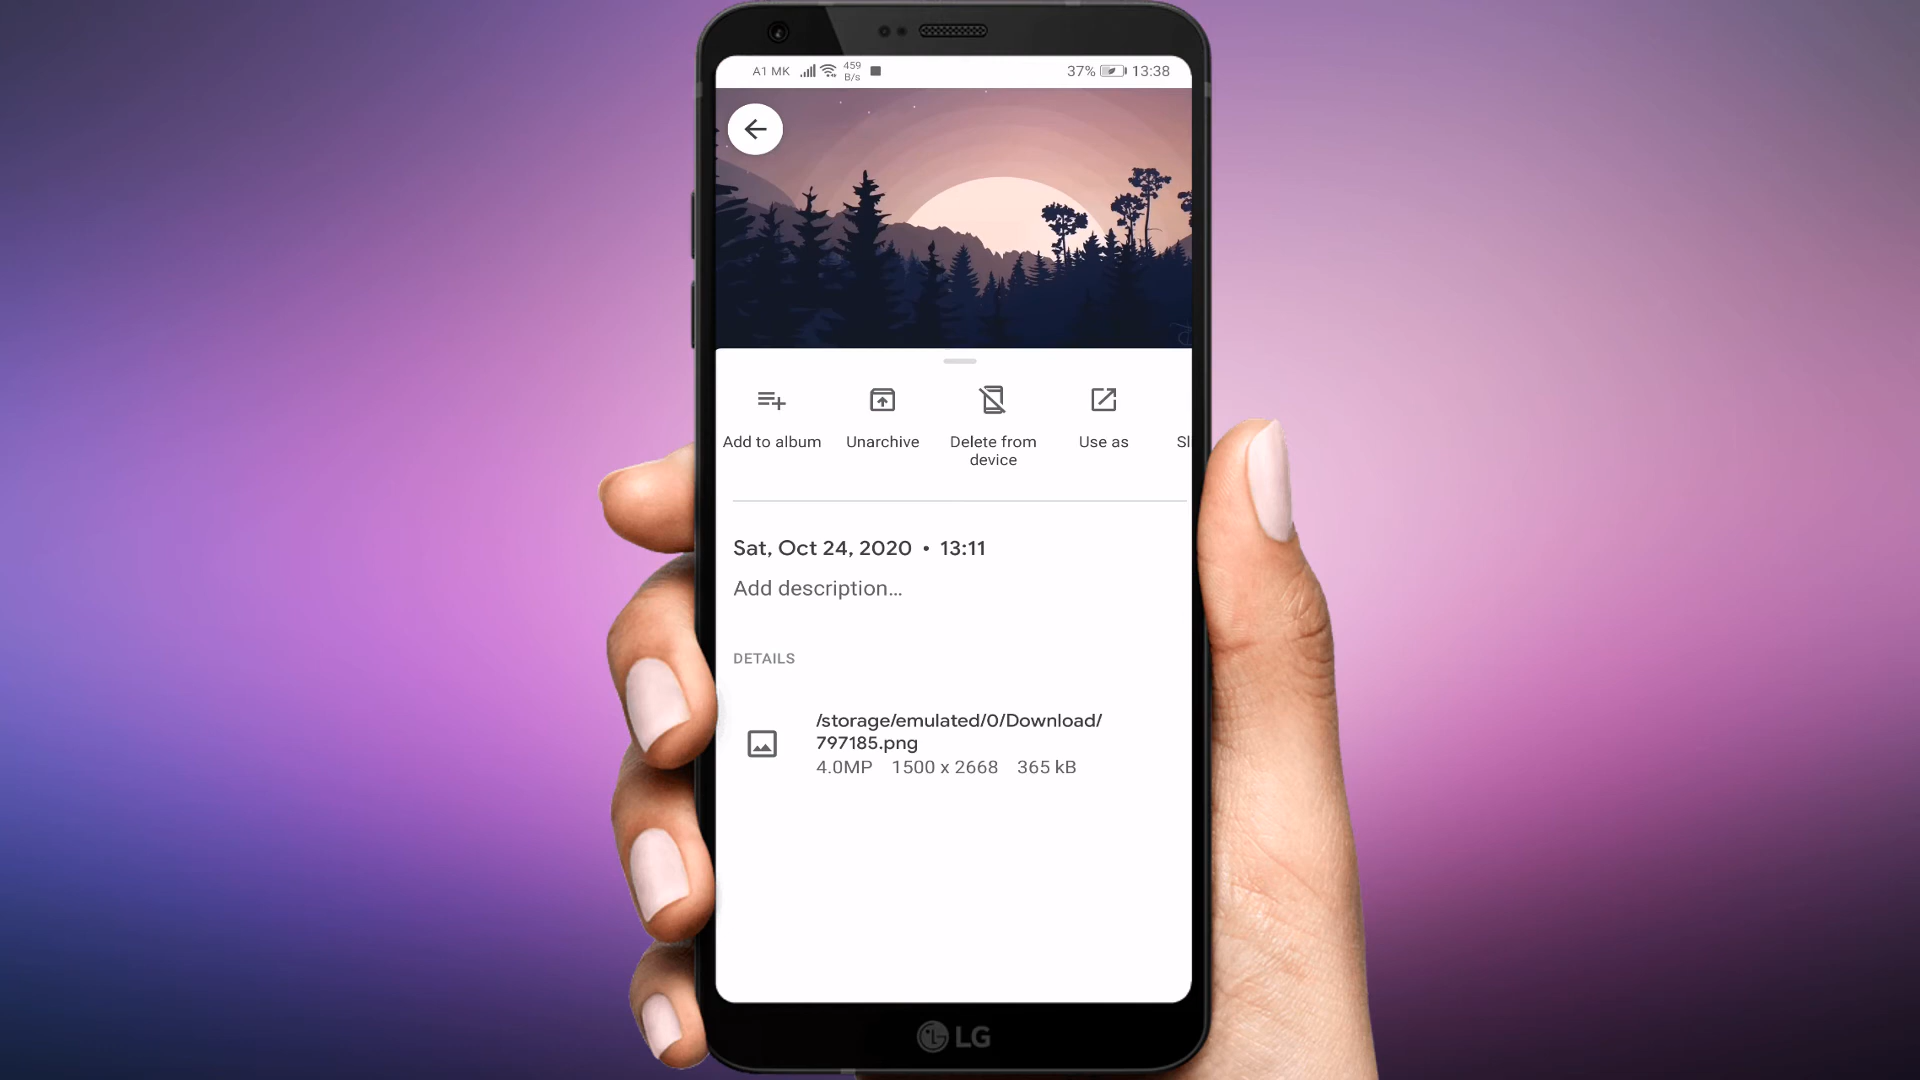 A1 MK 459 B/s 37% 13:38
Add to album Unarchive Delete from device Use as Sl
Sat, Oct 24, 2020 • 13:11
Add description...
DETAILS
/storage/emulated/0/Download/
797185.png
4.0MP 1500 x 2668 365 kB
LG